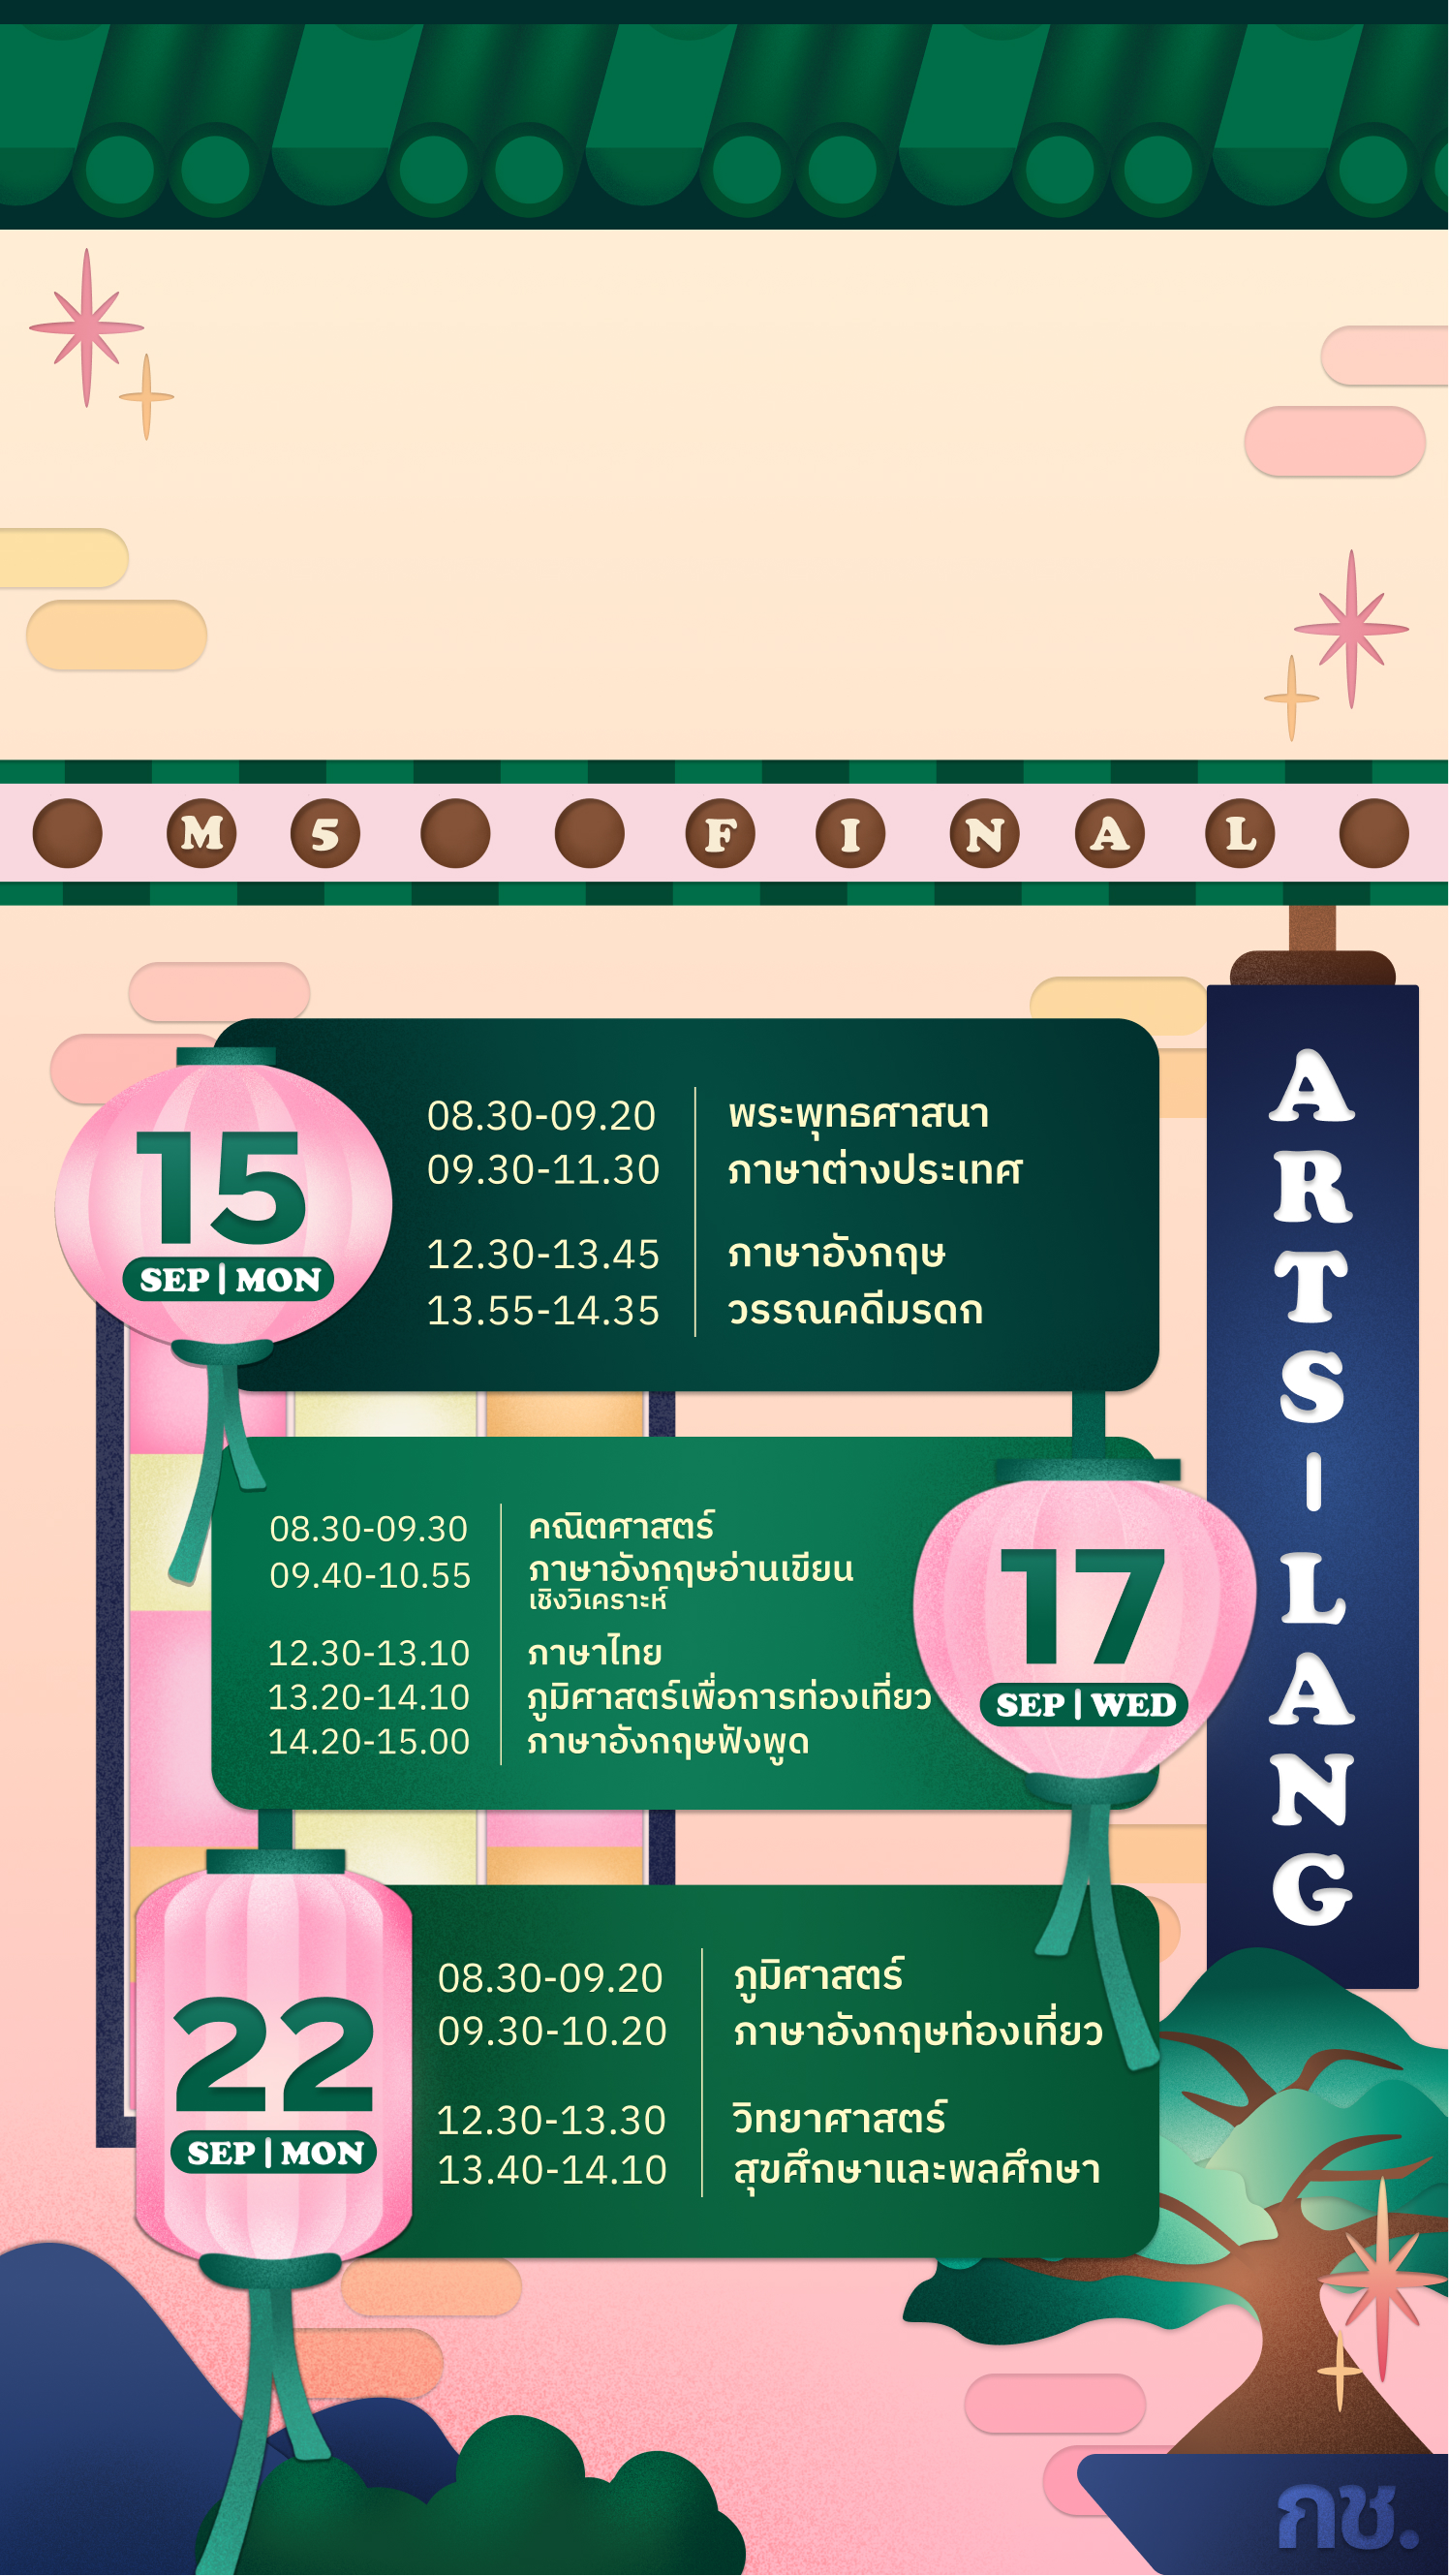 M5 FINAL
ARTS-LANG
15
SEP | MON
08.30-09.20 พระพุทธศาสนา
09.30-11.30 ภาษาต่างประเทศ
12.30-13.45 ภาษาอังกฤษ
13.55-14.35 วรรณคดีมรดก
17
SEP | WED
08.30-09.30 คณิตศาสตร์
09.40-10.55 ภาษาอังกฤษอ่านเขียน
เชิงวิเคราะห์
12.30-13.10 ภาษาไทย
13.20-14.10 ภูมิศาสตร์เพื่อการท่องเที่ยว
14.20-15.00 ภาษาอังกฤษฟังพูด
22
SEP | MON
08.30-09.20 ภูมิศาสตร์
09.30-10.20 ภาษาอังกฤษท่องเที่ยว
12.30-13.30 วิทยาศาสตร์
13.40-14.10 สุขศึกษาและพลศึกษา
กช.